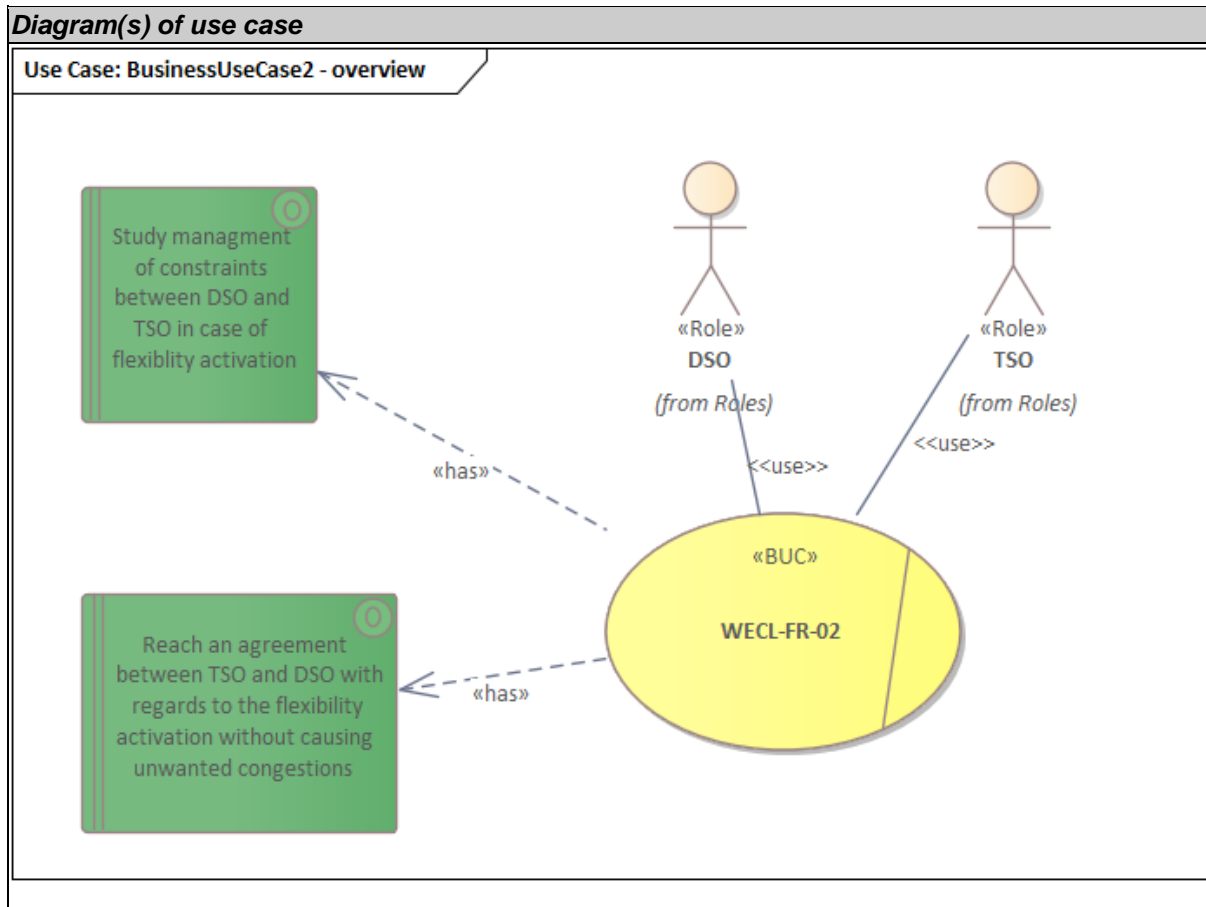 Diagram(s) of use case
Use Case: BusinessUseCase2 - overview
O
Study managment
of constraints
between DSO and
TSO in case of
flexiblity activation
«Role»
DSO
(from Roles)
«Role»
TSO
(from Roles)
<<use>>
<<use>>
«has»
«BUC»
WECL-FR-02
O
Reach an agreement
between TSO and DSO with
regards to the flexibility
activation without causing
unwanted congestions
«has»